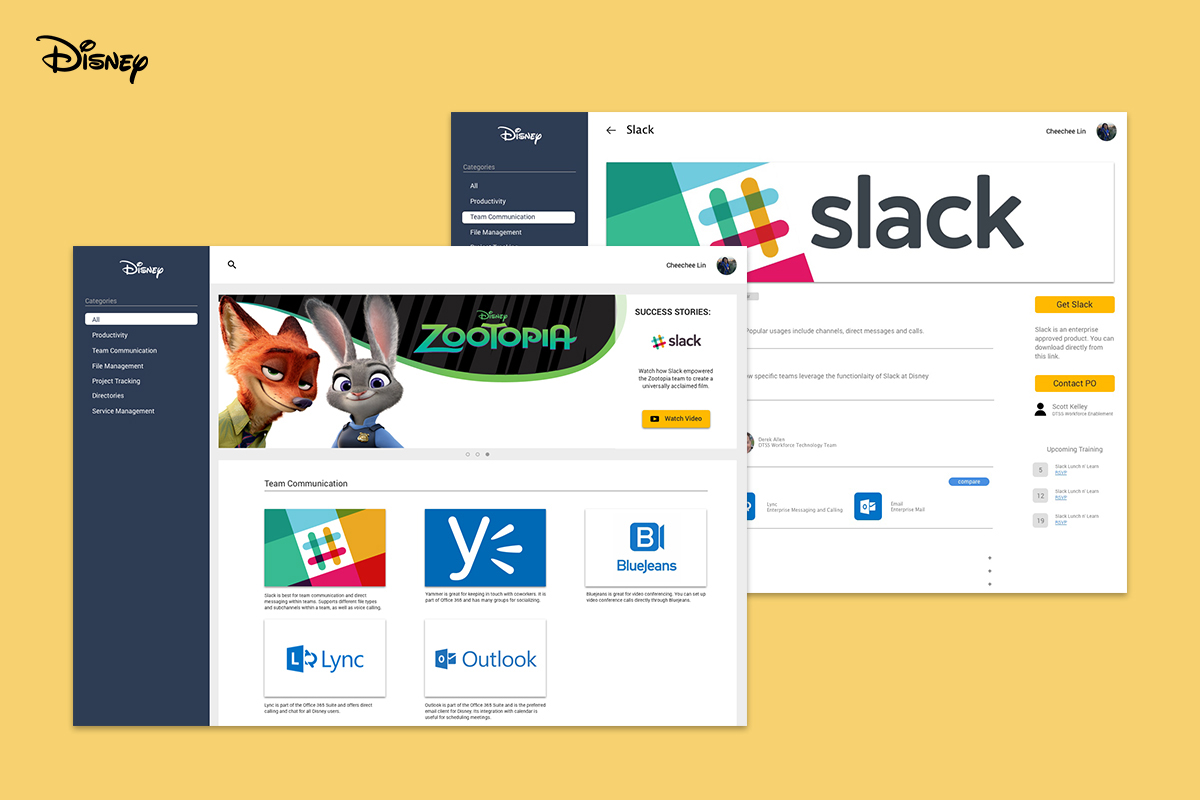 Disney
Disney
Categories
All
Productivity
Team Communication
File Management
← Slack
Cheechee Lin
slack
Popular usages include channels, direct messages and calls.
specific teams leverage the functionlaity of Slack at Disney
Derek Allen
DTSS Workforce Technology Team
compare
Lync
Enterprise Messaging and Calling
Email
Enterprise Mail
Get Slack
Slack is an enterprise
approved product. You can
download directly from
this link.
Contact PO
Scott Kelley
DTSS Workforce Enablement
Upcoming Training
5
Slack Lunch n' Learn
RSVP
12
Slack Lunch n' Learn
RSVP
19
Slack Lunch n' Learn
RSVP
Disney
Categories
All
Productivity
Team Communication
File Management
Project Tracking
Directories
Service Management
Cheechee Lin
Disney
ZOOTOPIA
SUCCESS STORIES:
slack
Watch how Slack empowered
the Zootopia team to create a
universally acclaimed film.
Watch Video
Team Communication
Slack is best for team communication and direct
messaging within teams. Supports different file types
and subchannels within a team, as well as voice calling.
Yammer is great for keeping in touch with coworkers. It is
part of Office 365 and has many groups for socializing.
B
BlueJeans
Bluejeans is great for video conferencing. You can set up
video conference calls directly through Bluejeans.
Lync
Lync is part of the Office 365 Suite and offers direct
calling and chat for all Disney users.
Outlook
Outlook is part of the Office 365 Suite and is the preferred
email client for Disney. Its integration with calendar is
useful for scheduling meetings.